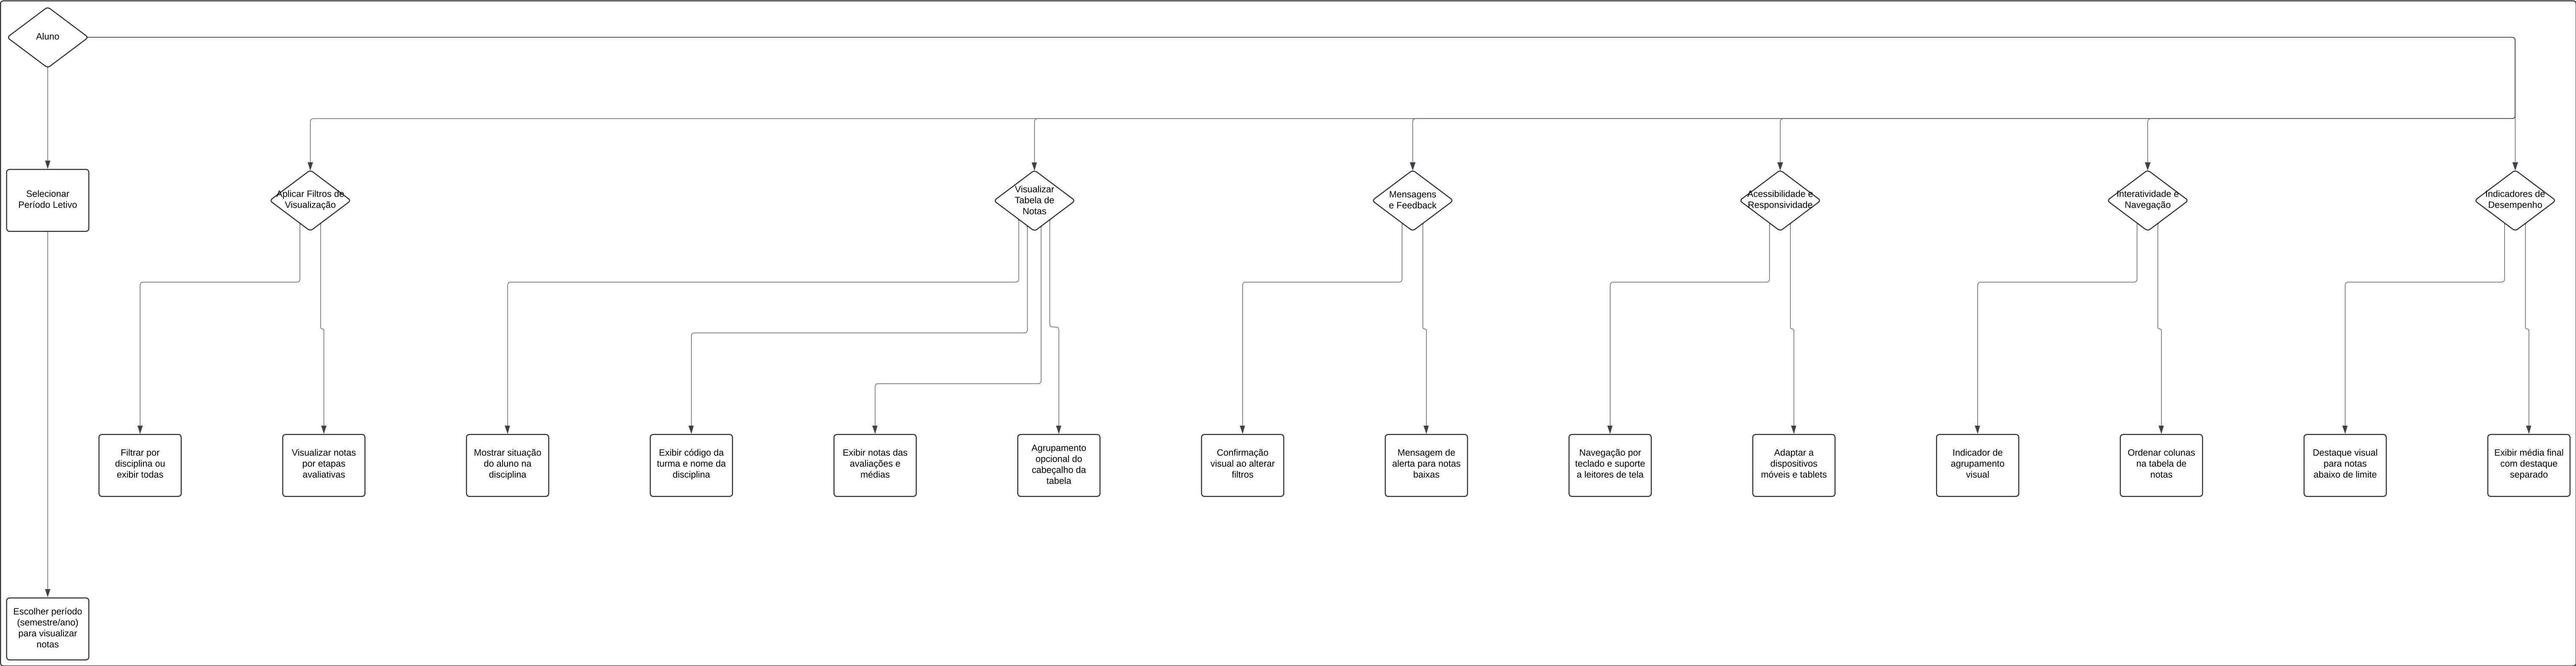 Aluno
Selecionar
Período Letivo
Aplicar Filtros de
Visualização
Visualizar
Tabela de
Notas
Mensagens
e Feedback
Acessibilidade e
Responsividade
Interatividade e
Navegação
Indicadores de
Desempenho
Filtrar por
disciplina ou
exibir todas
Visualizar notas
por etapas
avaliativas
Mostrar situação
do aluno na
disciplina
Exibir código da
turma e nome da
disciplina
Exibir notas das
avaliações e
médias
Agrupamento
opcional do
cabeçalho da
tabela
Confirmação
visual ao alterar
filtros
Mensagem de
alerta para notas
baixas
Navegação por
teclado e suporte
a leitores de tela
Adaptar a
dispositivos
móveis e tablets
Indicador de
agrupamento
visual
Ordenar colunas
na tabela de
notas
Destaque visual
para notas
abaixo de limite
Exibir média final
com destaque
separado
Escolher período
(semestre/ano)
para visualizar
notas